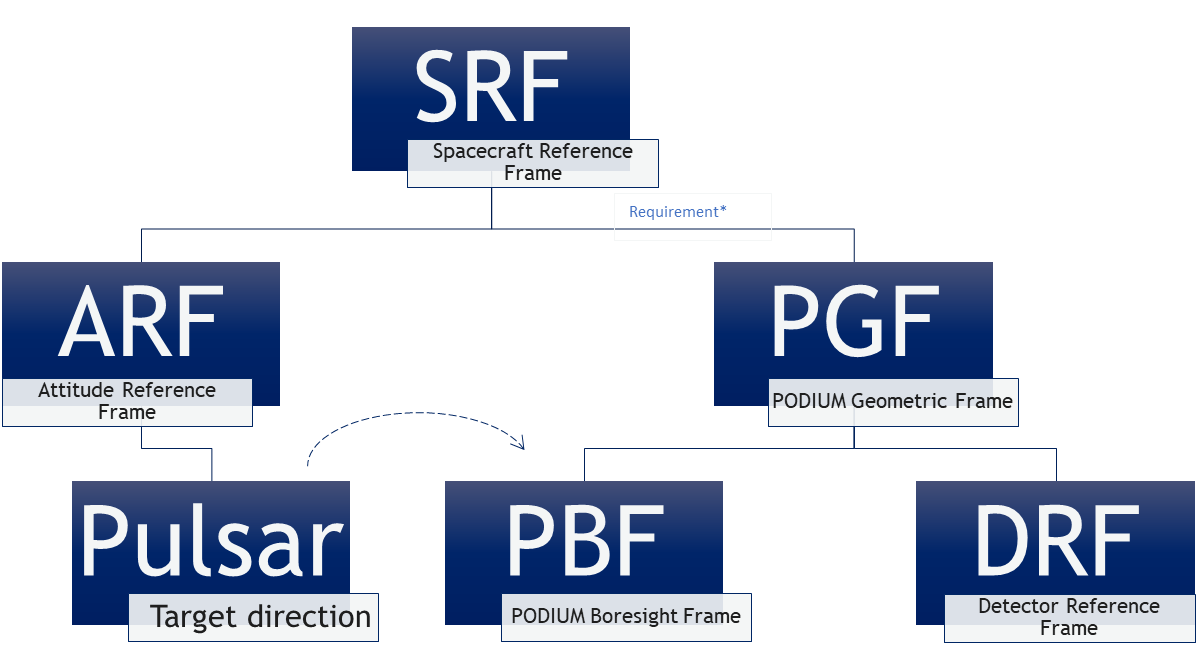 SRF
Spacecraft Reference
Frame
Requirement*
ARF
Attitude Reference
Frame
PGF
PODIUM Geometric Frame
Pulsar
Target direction
PBF
PODIUM Boresight Frame
DRF
Detector Reference
Frame